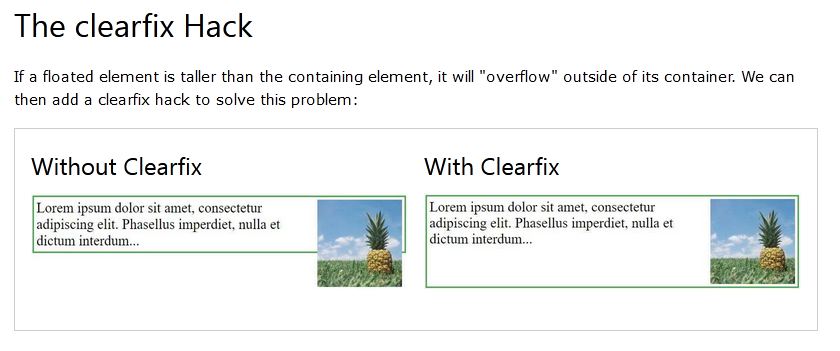 The clearfix Hack
If a floated element is taller than the containing element, it will "overflow" outside of its container. We can
then add a clearfix hack to solve this problem:
Without Clearfix
Lorem ipsum dolor sit amet, consectetur
adipiscing elit. Phasellus imperdiet, nulla et
dictum interdum...
With Clearfix
Lorem ipsum dolor sit amet, consectetur
adipiscing elit. Phasellus imperdiet, nulla et
dictum interdum...